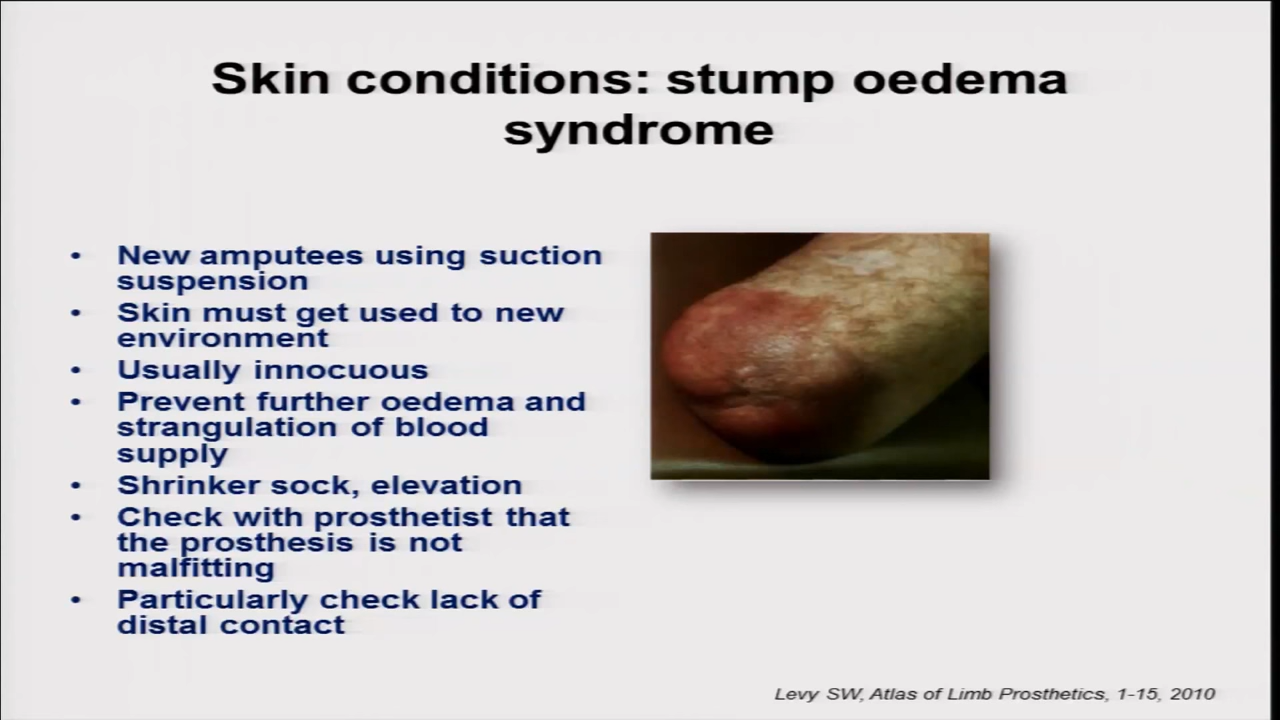 Skin conditions: stump oedema
syndrome
• New amputees using suction
suspension
• Skin must get used to new
environment
• Usually innocuous
• Prevent further oedema and
strangulation of blood
supply
• Shrinker sock, elevation
• Check with prosthetist that
the prosthesis is not
malfitting
• Particularly check lack of
distal contact
Levy SW, Atlas of Limb Prosthetics, 1-15, 2010